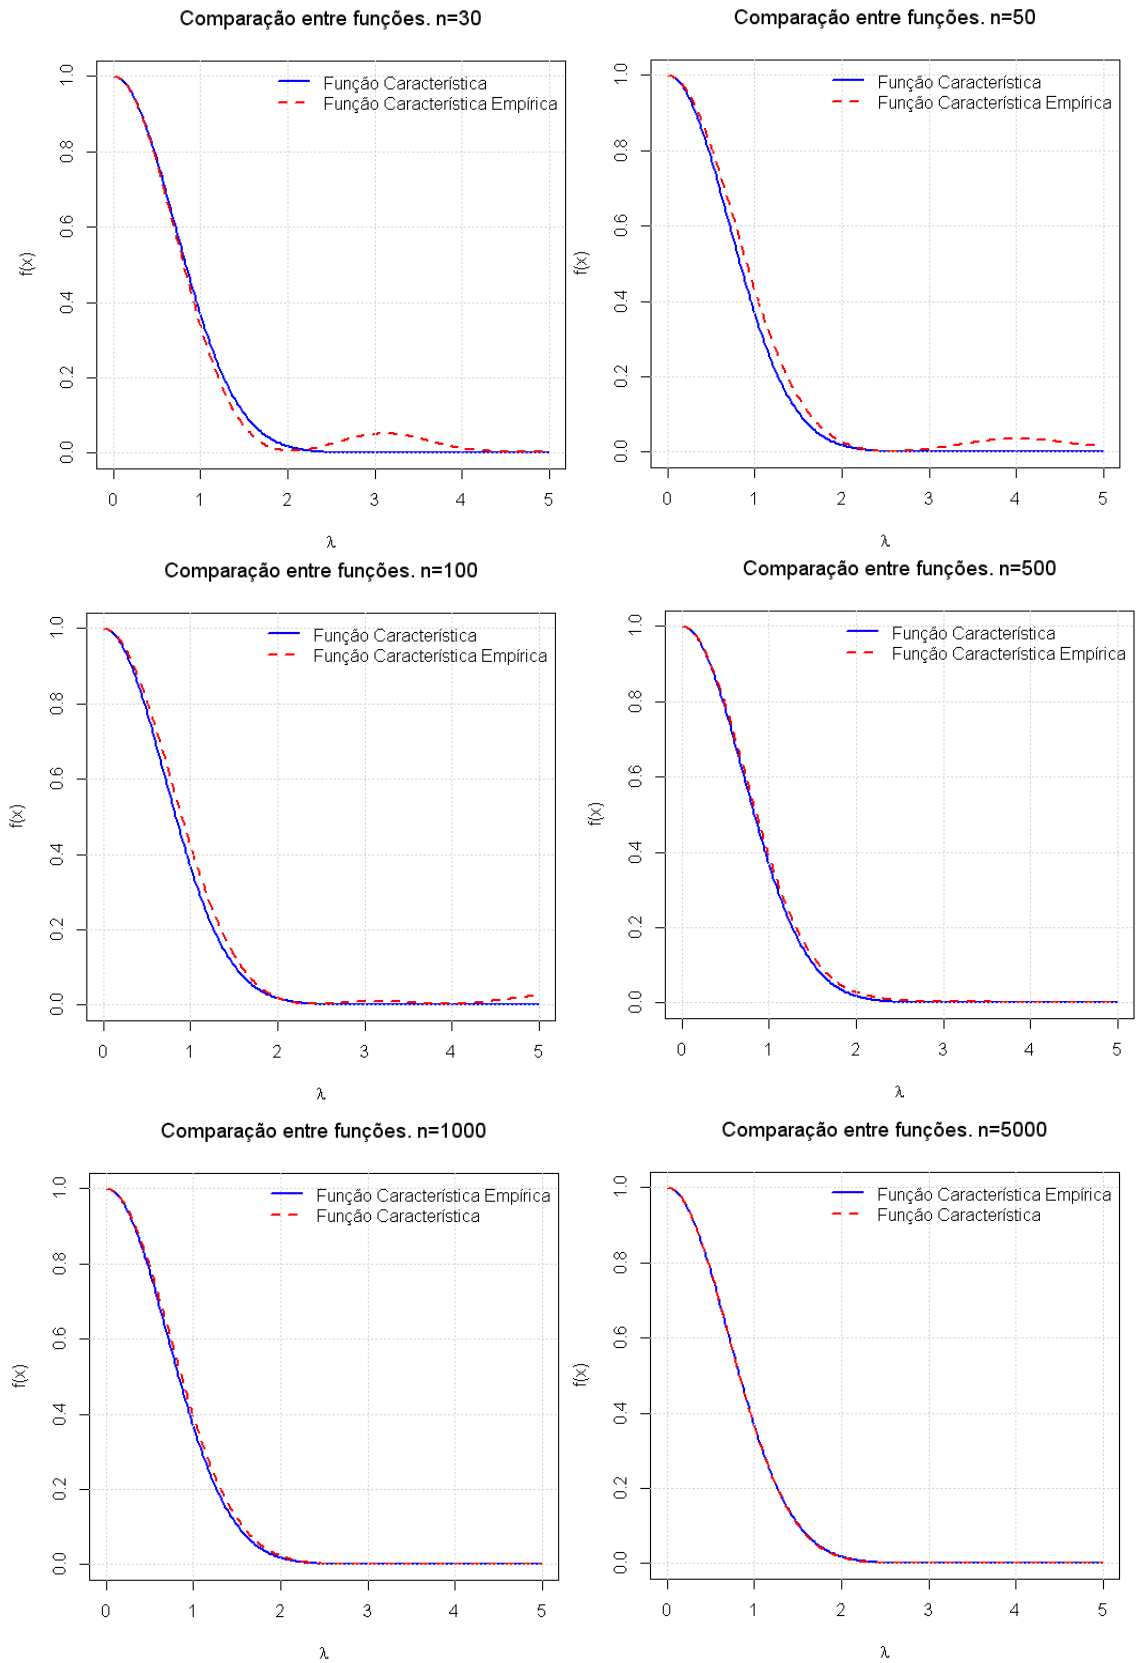 Comparação entre funções. n=30
Função Característica
Função Característica Empírica
1.0
0.8
0.6
0.4
0.2
0.0
f(x)
0 1 2 3 4 5
λ
Comparação entre funções. n=50
Função Característica
Função Característica Empírica
1.0
0.8
0.6
0.4
0.2
0.0
f(x)
0 1 2 3 4 5
λ
Comparação entre funções. n=100
Função Característica
Função Característica Empírica
1.0
0.8
0.6
0.4
0.2
0.0
f(x)
0 1 2 3 4 5
λ
Comparação entre funções. n=500
Função Característica
Função Característica Empírica
1.0
0.8
0.6
0.4
0.2
0.0
f(x)
0 1 2 3 4 5
λ
Comparação entre funções. n=1000
Função Característica Empírica
Função Característica
1.0
0.8
0.6
0.4
0.2
0.0
f(x)
0 1 2 3 4 5
λ
Comparação entre funções. n=5000
Função Característica Empírica
Função Característica
1.0
0.8
0.6
0.4
0.2
0.0
f(x)
0 1 2 3 4 5
λ